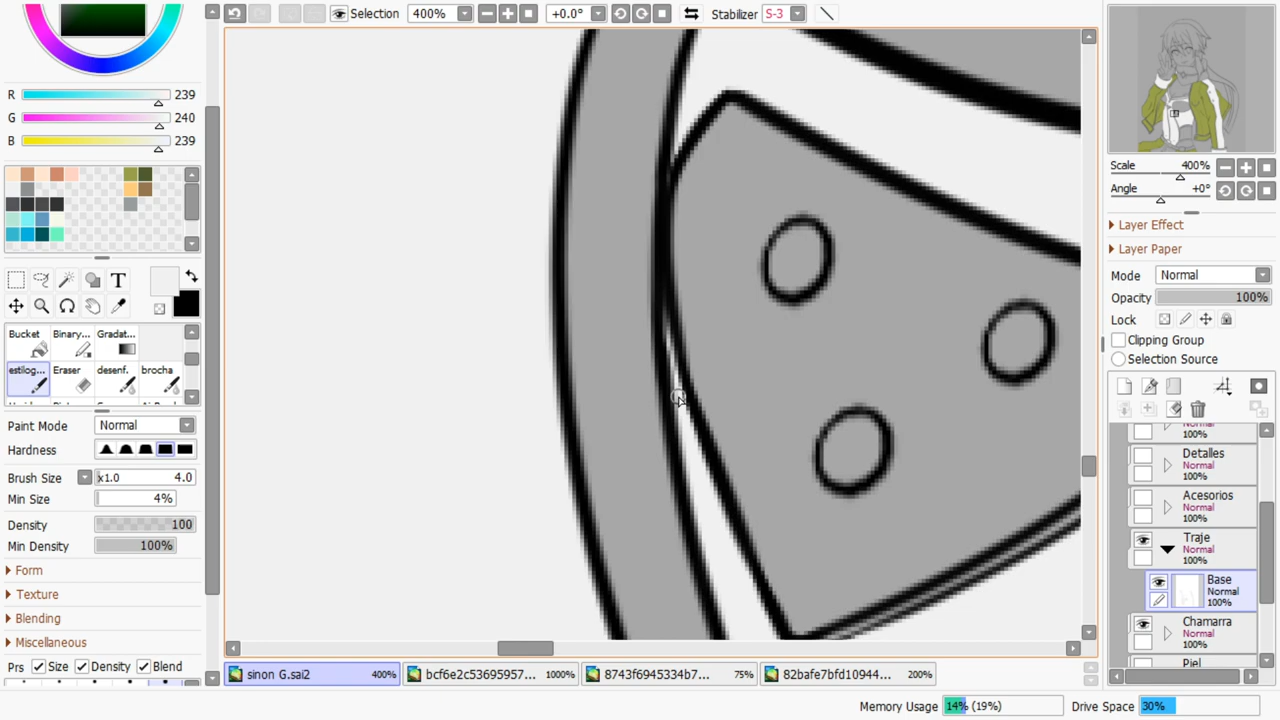 Selection 400% +0.0° Stabilizer S-3
R 239
G 240
B 239
T
Scale 400%
Angle +0°
Layer Effect
Layer Paper
Mode Normal
Opacity 100%
Lock
Clipping Group
Selection Source
Bucket Binary... Gradat...
estilog... Eraser desenf. brocha
Paint Mode Normal
Hardness
Brush Size x1.0 4.0
Min Size 4%
Density 100
Min Density 100%
Form
Texture
Blending
Miscellaneous
Prs Size Density Blend
Normal
100%
Detalles
Normal
100%
Acesorios
Normal
100%
Traje
Normal
100%
Base
Normal
100%
Chamarra
Normal
100%
Piel
sinon G.sai2 400% bcf6e2c53695957... 1000% 8743f6945334b7... 75% 82bafe7bfd10944... 200%
Memory Usage 14% (19%) Drive Space 30%